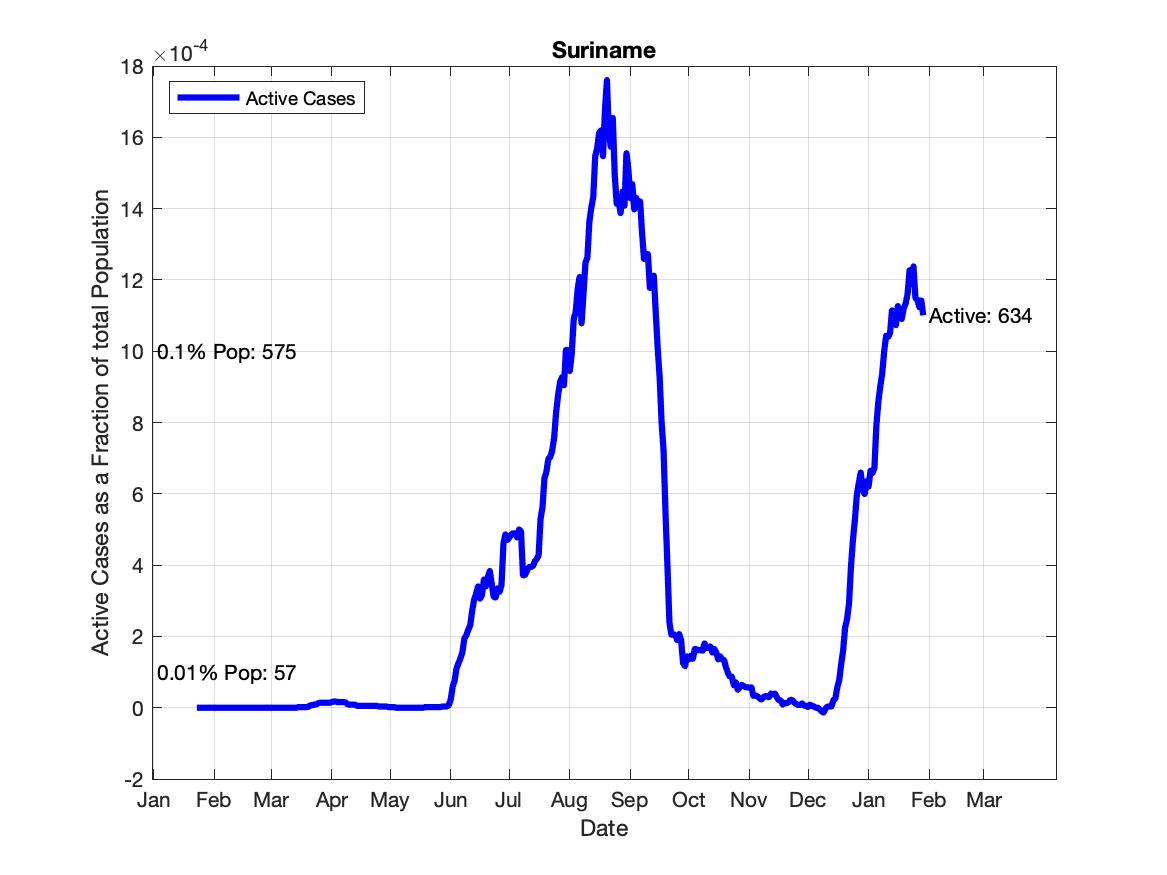 ×10-4
Suriname
18
16
14
12
10
8
6
4
2
0
-2
Active Cases
0.1% Pop: 575
0.01% Pop: 57
Active: 634
Active Cases as a Fraction of total Population
Jan Feb Mar Apr May Jun Jul Aug Sep Oct Nov Dec Jan Feb Mar
Date